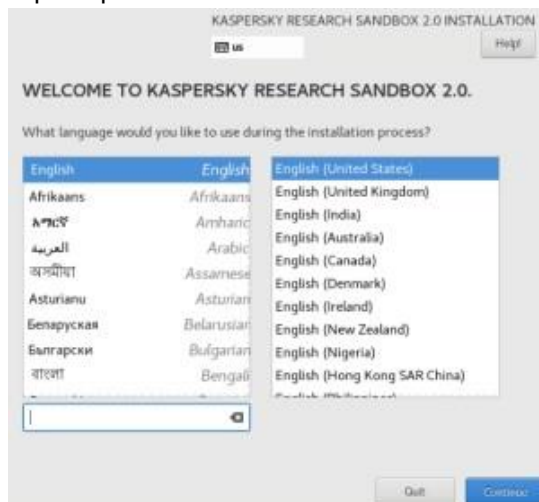 KASPERSKY RESEARCH SANDBOX 2.0 INSTALLATION
us
Help!
WELCOME TO KASPERSKY RESEARCH SANDBOX 2.0.
What language would you like to use during the installation process?
English English
Afrikaans Afrikaans
አማርኛ Amharic
العربية Arabic
অসমীয়া Assamese
Asturianu Asturian
Беларуская Belarusian
Български Bulgarian
বাংলা Bengali
English (United States)
English (United Kingdom)
English (India)
English (Australia)
English (Canada)
English (Denmark)
English (Ireland)
English (New Zealand)
English (Nigeria)
English (Hong Kong SAR China)
Quit
Continue